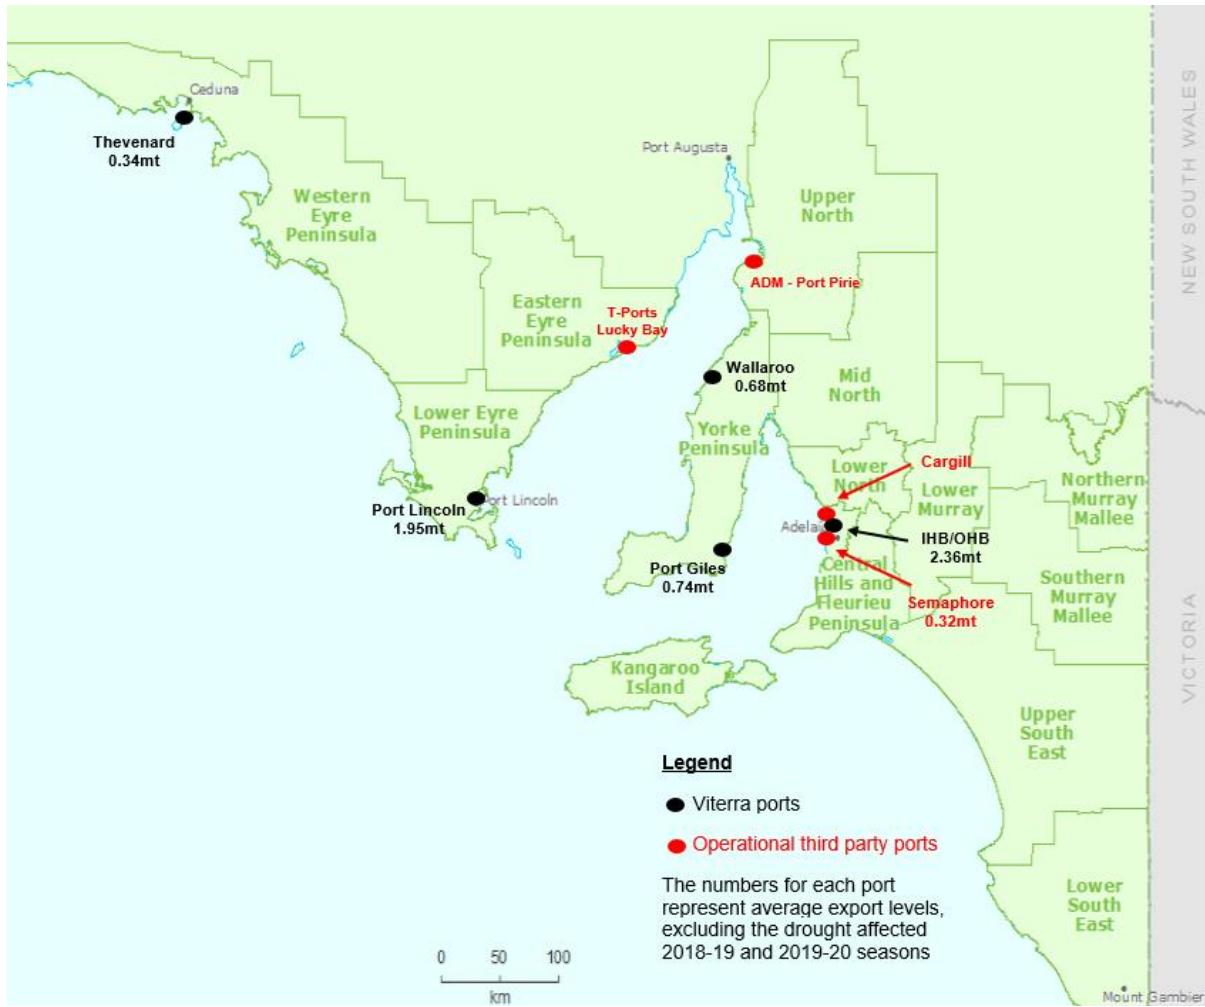 Ceduna
Thevenard
0.34mt
Port Augusta
NEW SOUTH WALES
Western
Eyre
Peninsula
Upper
North
ADM - Port Pirie
Eastern
Eyre
Peninsula
T-Ports
Lucky Bay
Wallaroo
0.68mt
Mid
North
Lower Eyre
Peninsula
Yorke
Peninsula
Cargill
Lower
North
Lower
Murray
Northern
Murray
Mallee
Port Lincoln
1.95mt
Port Lincoln
Adelai
IHB/OHB
2.36mt
Port Giles
0.74mt
Central
Hills and
Fleurieu
Peninsula
Southern
Murray
Mallee
Semaphore
0.32mt
VICTORIA
Kangaroo
Island
Upper
South
East
Legend
Viterra ports
Operational third party ports
The numbers for each port
represent average export levels,
excluding the drought affected
2018-19 and 2019-20 seasons
Lower
South
East
0 50 100
km
Mount Gambier